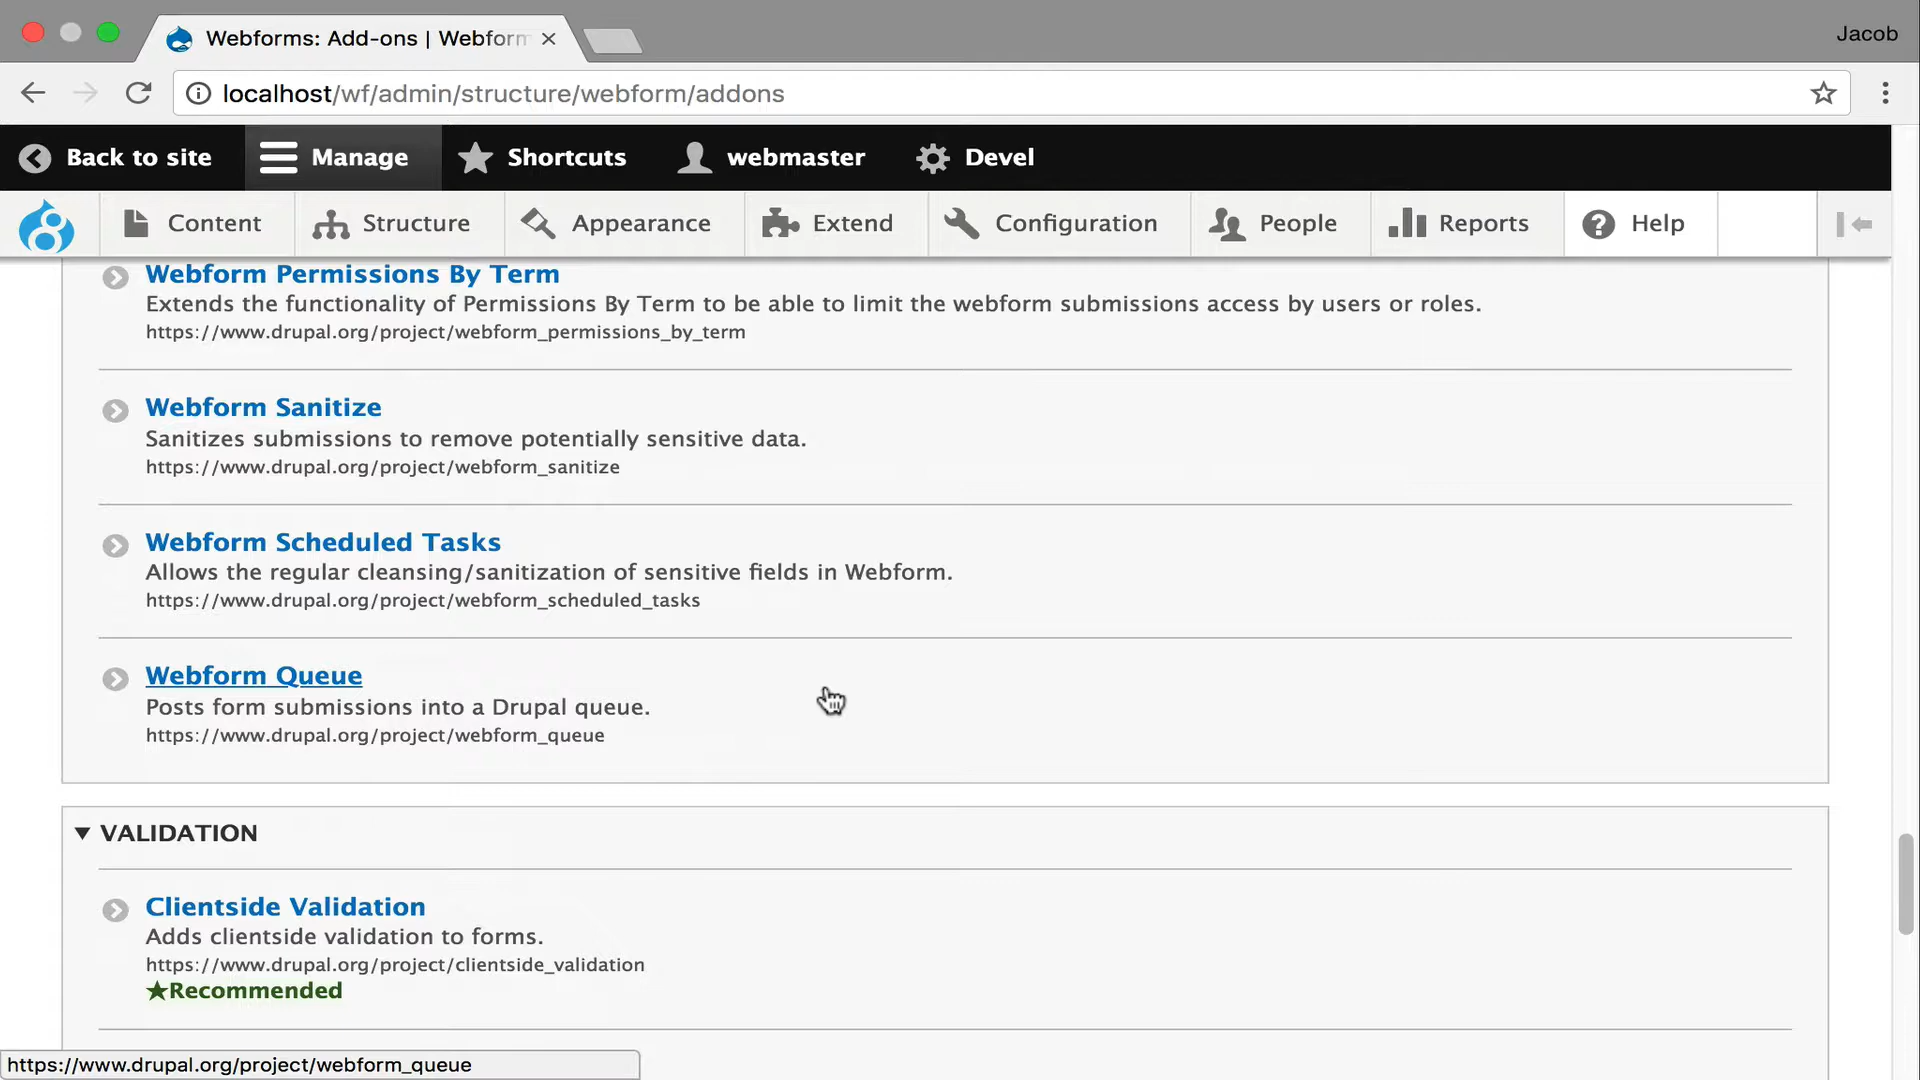 Webforms: Add-ons | Webform
Jacob
localhost/wf/admin/structure/webform/addons
Back to site
Manage
Shortcuts
webmaster
Devel
Content
Structure
Appearance
Extend
Configuration
People
Reports
Help
Webform Permissions By Term
Extends the functionality of Permissions By Term to be able to limit the webform submissions access by users or roles.
https://www.drupal.org/project/webform_permissions_by_term
Webform Sanitize
Sanitizes submissions to remove potentially sensitive data.
https://www.drupal.org/project/webform_sanitize
Webform Scheduled Tasks
Allows the regular cleansing/sanitization of sensitive fields in Webform.
https://www.drupal.org/project/webform_scheduled_tasks
Webform Queue
Posts form submissions into a Drupal queue.
https://www.drupal.org/project/webform_queue
▼ VALIDATION
Clientside Validation
Adds clientside validation to forms.
https://www.drupal.org/project/clientside_validation
★Recommended
https://www.drupal.org/project/webform_queue